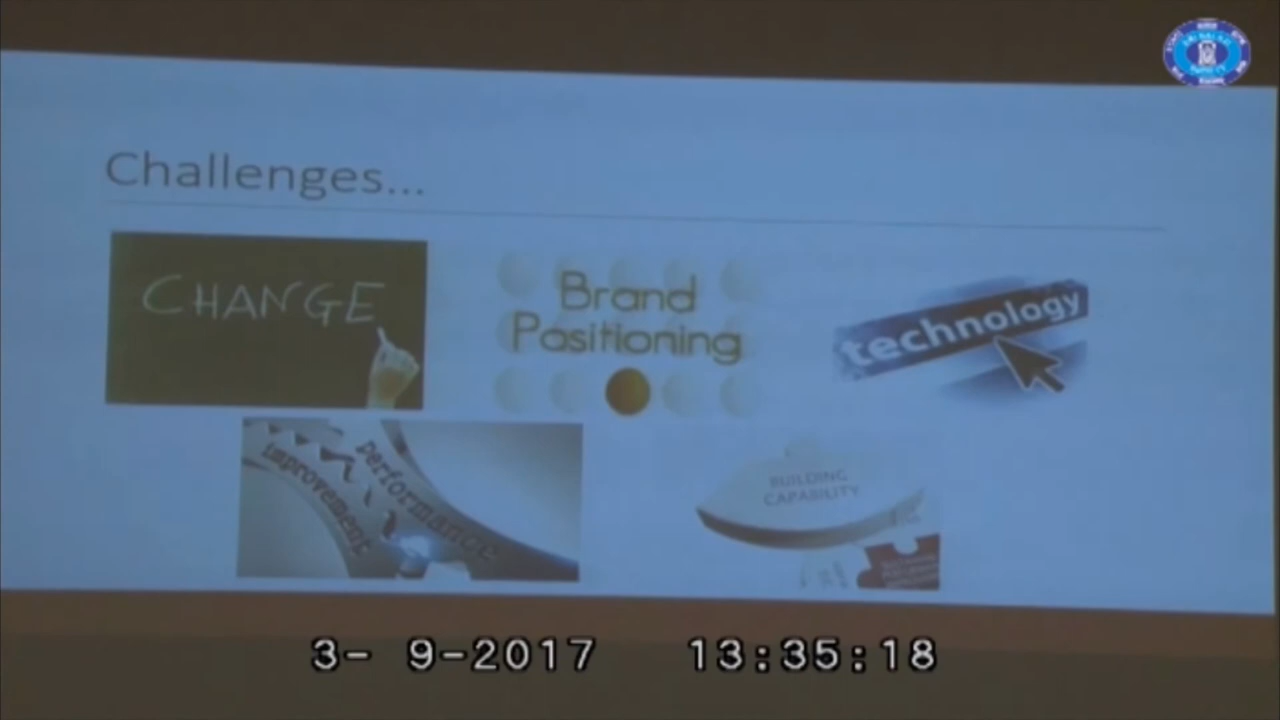 Challenges...
CHANGE
Brand
Positioning
technology
improvement
performance
BUILDING
CAPABILITY
3- 9-2017 13:35:18